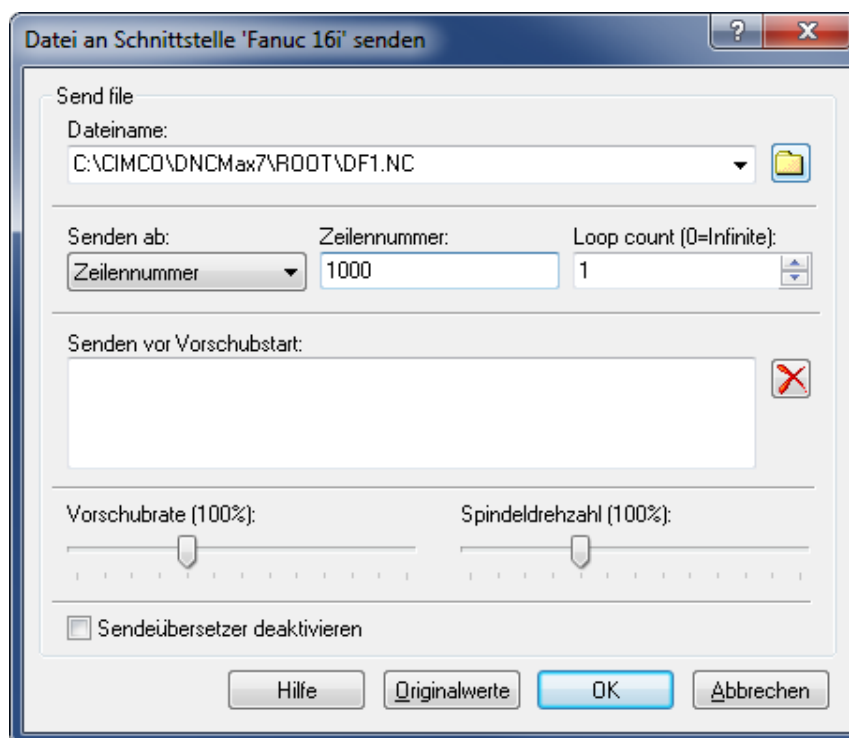 Datei an Schnittstelle 'Fanuc 16i' senden
?
Send file
Dateiname:
C:\CIMCO\DNCMax7\ROOT\DF1.NC
Senden ab: Zeilennummer: Loop count (0=Infinite):
Zeilennummer 1000 1
Senden vor Vorschubstart:
Vorschubrate (100%): Spindeldrehzahl (100%):
Sendeübersetzer deaktivieren
Hilfe Originalwerte OK Abbrechen